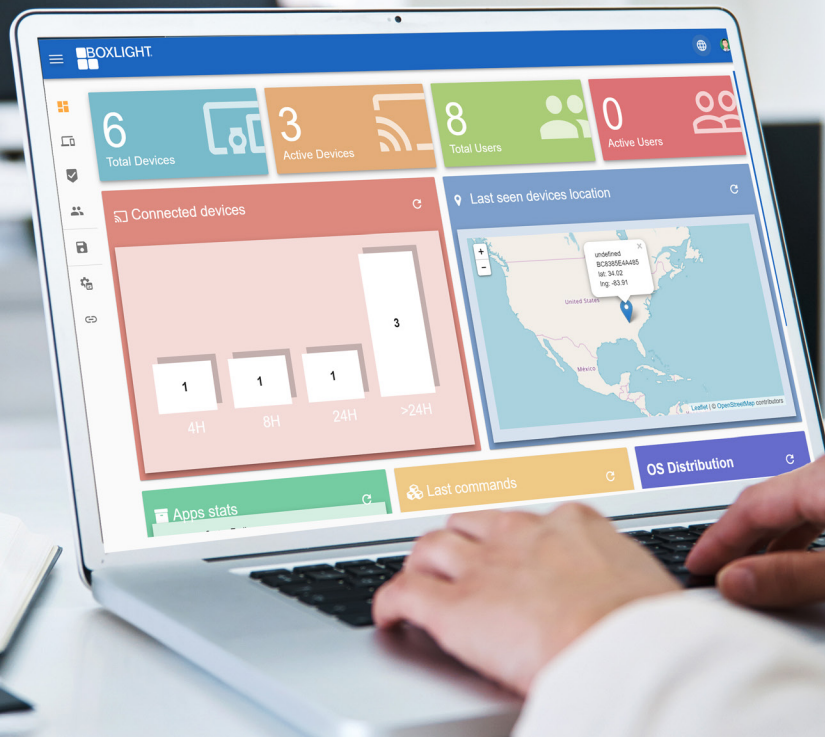 BOXLIGHT
6
Total Devices
3
Active Devices
8
Total Users
0
Active Users
Connected devices
1
1
1
3
4H
8H
24H
>24H
Last seen devices location
+
-
undefined
BC8385E4A485
lat: 34.02
lng: -83.91
United States
México
Leaflet | © OpenStreetMap contributors
Apps stats
Last commands
OS Distribution